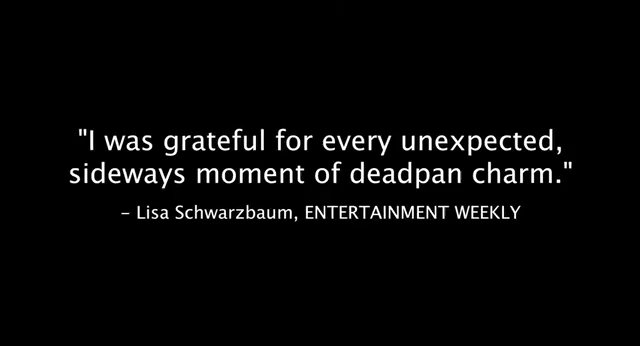 "I was grateful for every unexpected,
sideways moment of deadpan charm."
– Lisa Schwarzbaum, ENTERTAINMENT WEEKLY